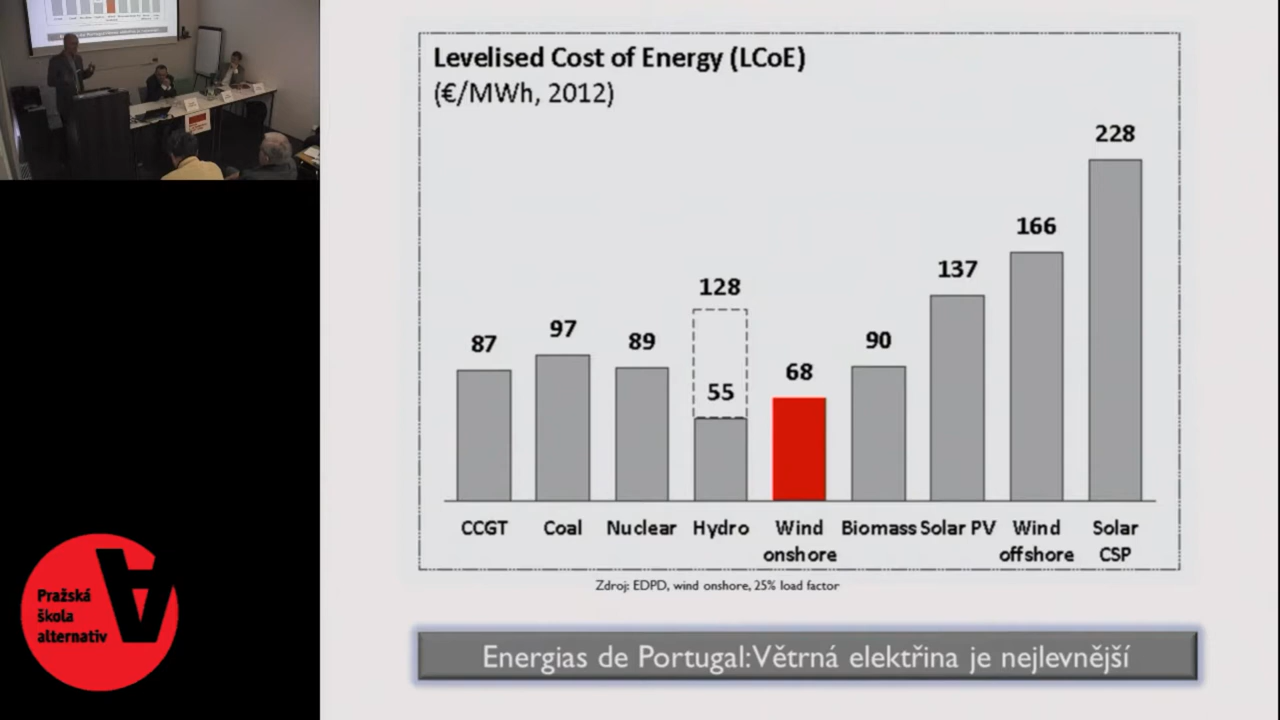 Levelised Cost of Energy (LCoE)
(€/MWh, 2012)
87
97
89
128
55
68
90
137
166
228
CCGT
Coal
Nuclear
Hydro
Wind
onshore
Biomass
Solar PV
Wind
offshore
Solar
CSP
Zdroj: EDPD, wind onshore, 25% load factor
Energias de Portugal:Větrná elektřina je nejlevnější
Pražská
škola
alternativ